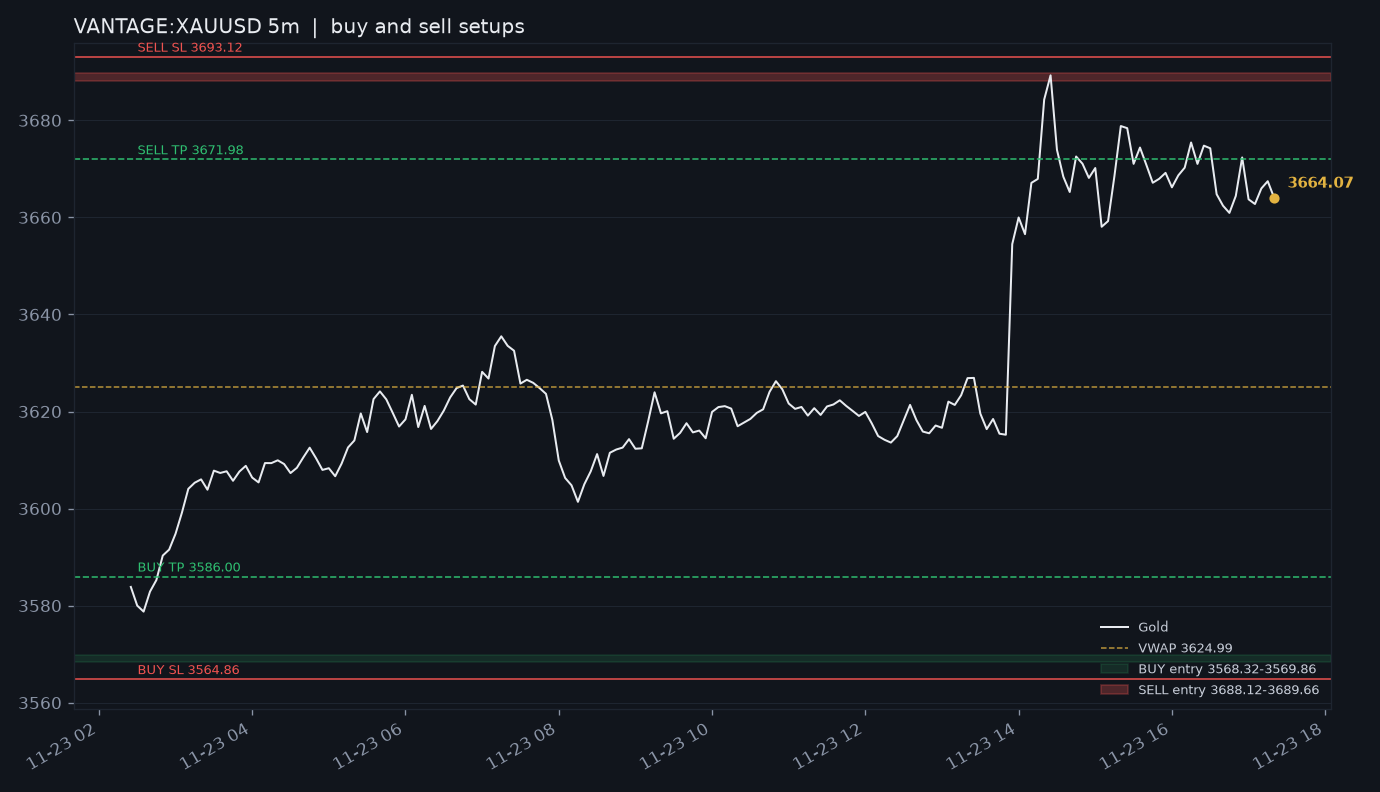 VANTAGE:XAUUSD 5m | buy and sell setups
SELL SL 3693.12
3680
SELL TP 3671.98
3664.07
3660
3640
3620
3600
BUY TP 3586.00
3580
Gold
VWAP 3624.99
BUY entry 3568.32-3569.86
SELL entry 3688.12-3689.66
BUY SL 3564.86
3560
11-23 02
11-23 04
11-23 06
11-23 08
11-23 10
11-23 12
11-23 14
11-23 16
11-23 18